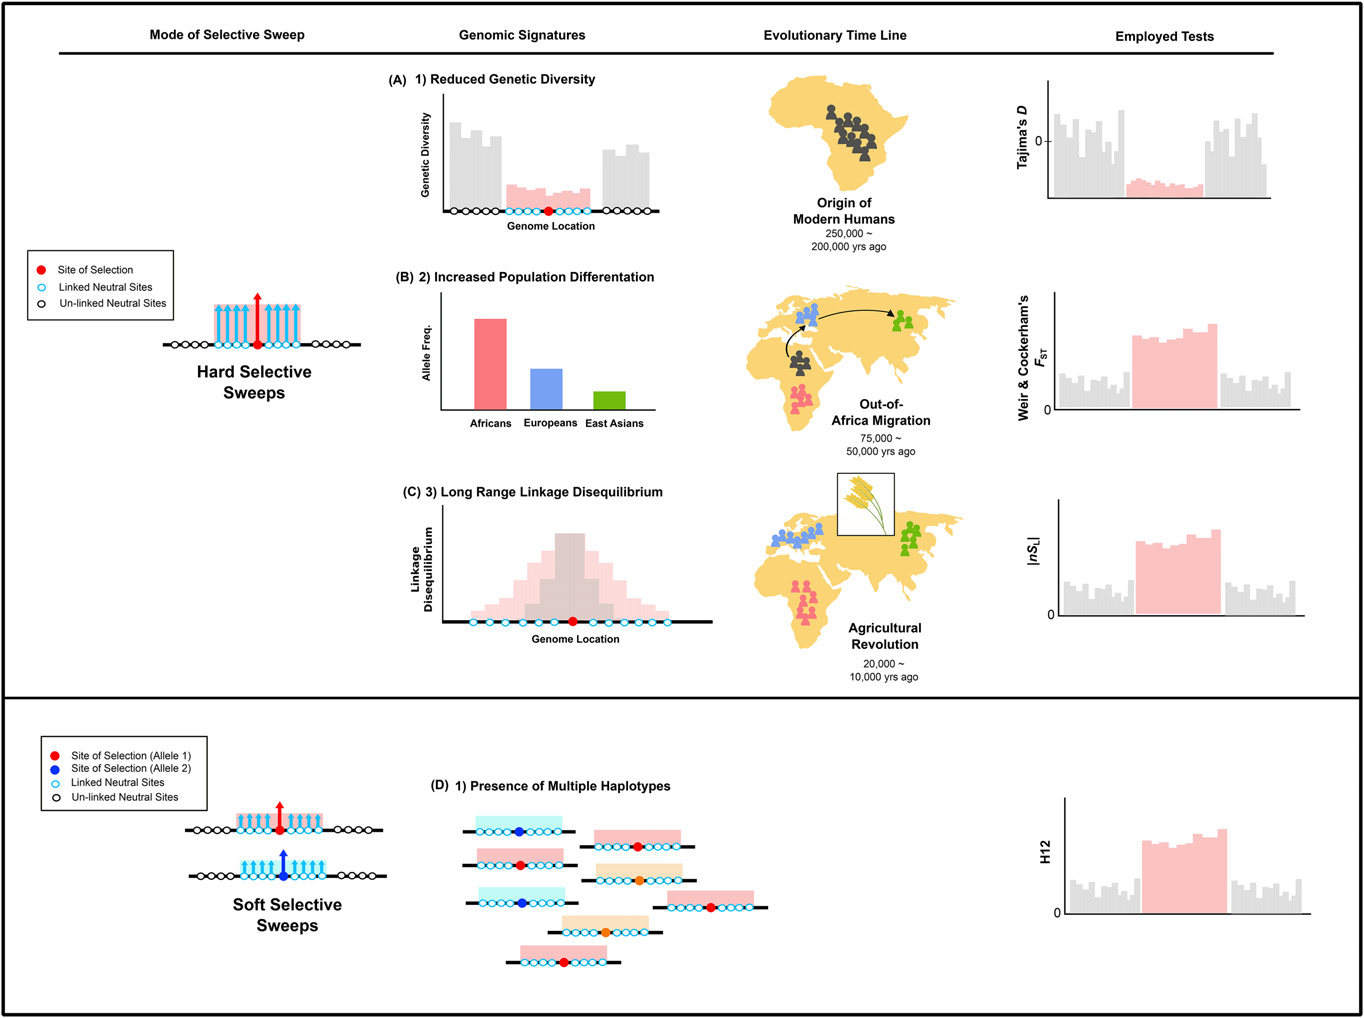 Mode of Selective Sweep
Genomic Signatures
Evolutionary Time Line
Employed Tests
(A) 1) Reduced Genetic Diversity
Genetic Diversity
Genome Location
Origin of
Modern Humans
250,000 ~
200,000 yrs ago
Tajima's D
0
Site of Selection
Linked Neutral Sites
Un-linked Neutral Sites
Hard Selective
Sweeps
(B) 2) Increased Population Differentation
Allele Freq.
Africans
Europeans
East Asians
Out-of-
Africa Migration
75,000 ~
50,000 yrs ago
Weir & Cockerham's
FST
0
(C) 3) Long Range Linkage Disequilibrium
Linkage
Disequilibrium
Genome Location
Agricultural
Revolution
20,000 ~
10,000 yrs ago
|nSL|
0
Site of Selection (Allele 1)
Site of Selection (Allele 2)
Linked Neutral Sites
Un-linked Neutral Sites
Soft Selective
Sweeps
(D) 1) Presence of Multiple Haplotypes
H12
0